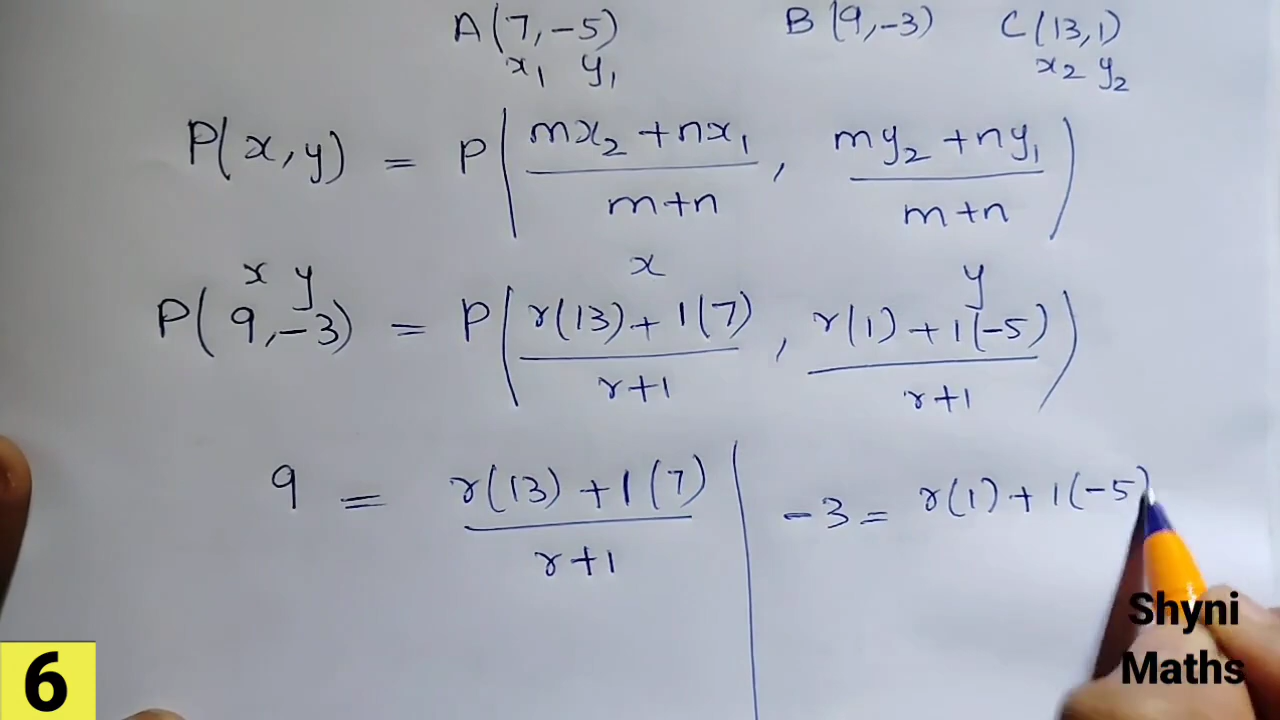 A(7,-5) B(9,-3) C(13,1)
x₁ y₁ x₂ y₂
P(x,y) = P(mx₂+nx₁/m+n, my₂+ny₁/m+n)
x y x y
P(9,-3) = P(r(13)+1(7)/r+1, r(1)+1(-5)/r+1)
9 = r(13)+1(7)/r+1 | -3 = r(1)+1(-5)
Shyni
Maths
6